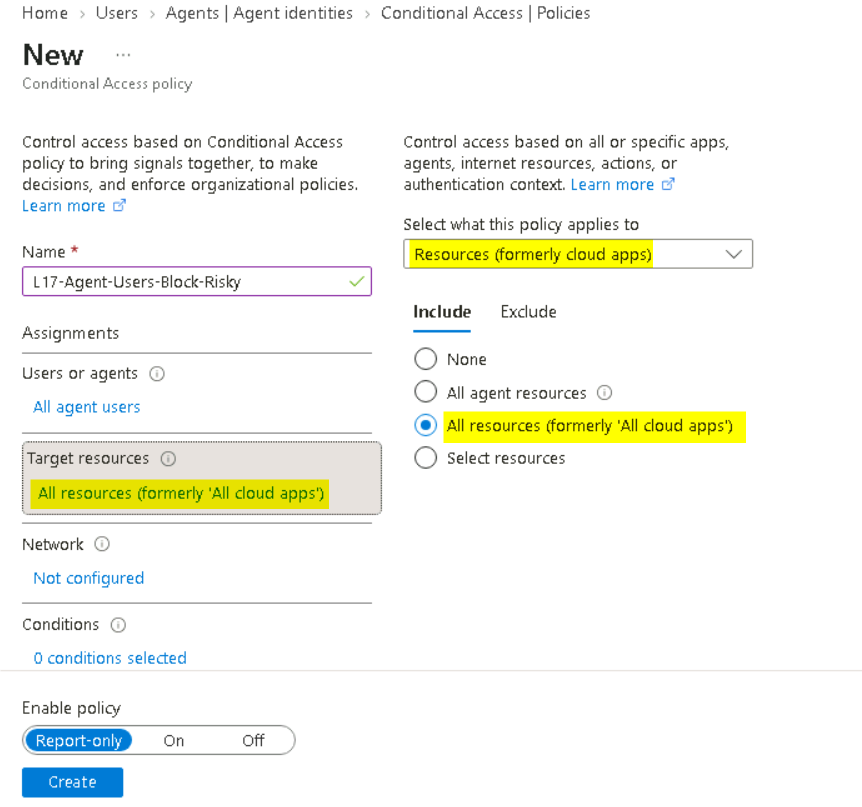 Home > Users > Agents | Agent identities > Conditional Access | Policies
New ...
Conditional Access policy
Control access based on Conditional Access
policy to bring signals together, to make
decisions, and enforce organizational policies.
Learn more
Name *
L17-Agent-Users-Block-Risky
Assignments
Users or agents
All agent users
Target resources
All resources (formerly 'All cloud apps')
Network
Not configured
Conditions
0 conditions selected
Control access based on all or specific apps,
agents, internet resources, actions, or
authentication context. Learn more
Select what this policy applies to
Resources (formerly cloud apps)
Include Exclude
None
All agent resources
All resources (formerly 'All cloud apps')
Select resources
Enable policy
Report-only On Off
Create